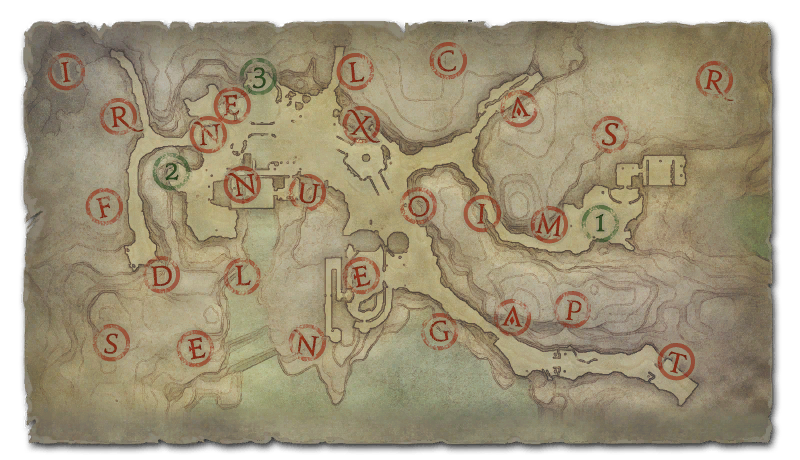 I 3 L C R
R E X A S
N
2 N U
F O I M 1
D L E
S E N G A P T